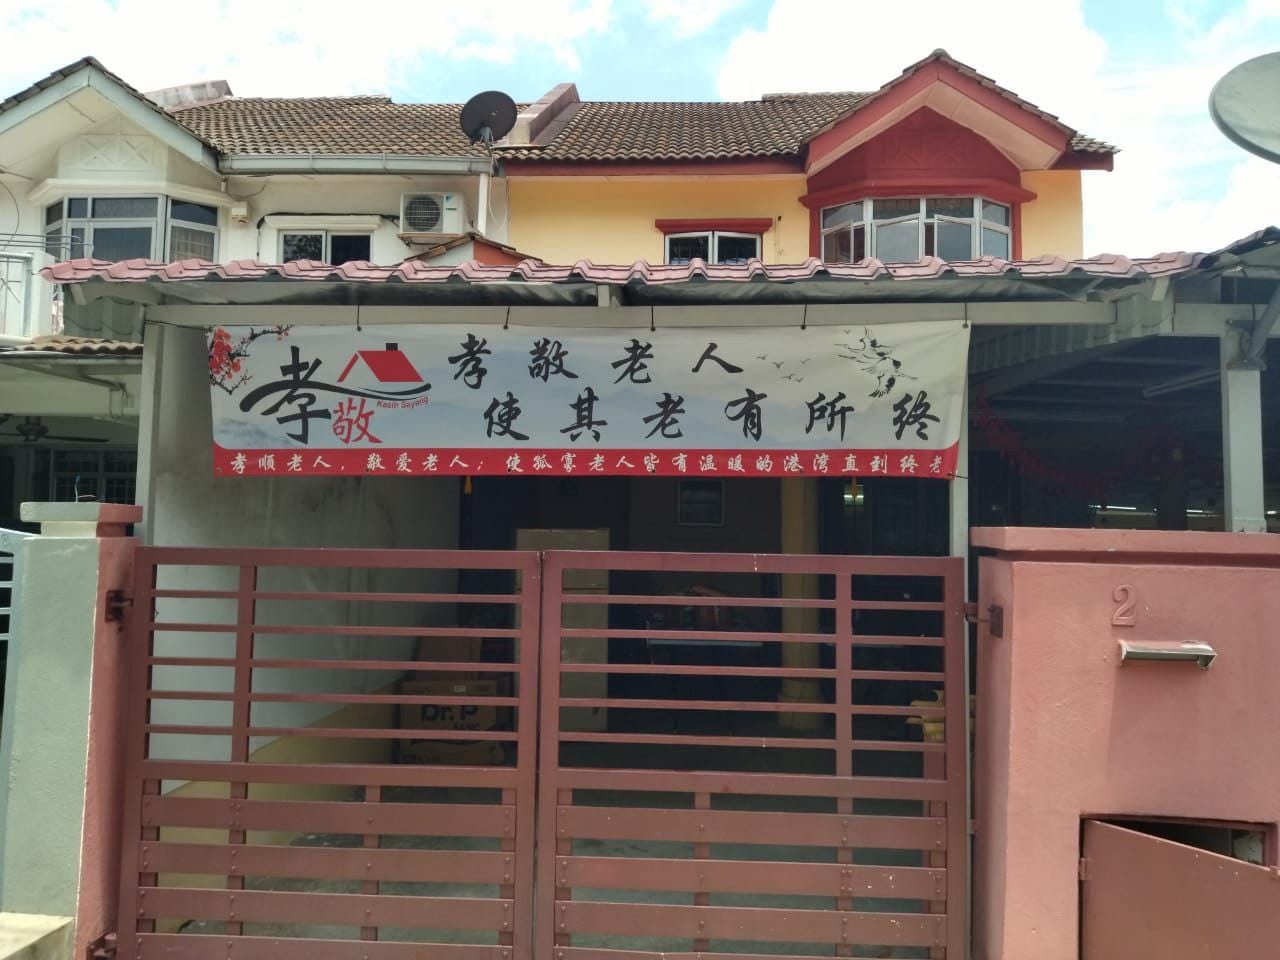 孝敬
Kasih Sayang
孝敬老人
使其老有所终
孝顺老人，敬爱老人；使孤寡老人皆有温暖的港湾直到终老
2
Dr.P